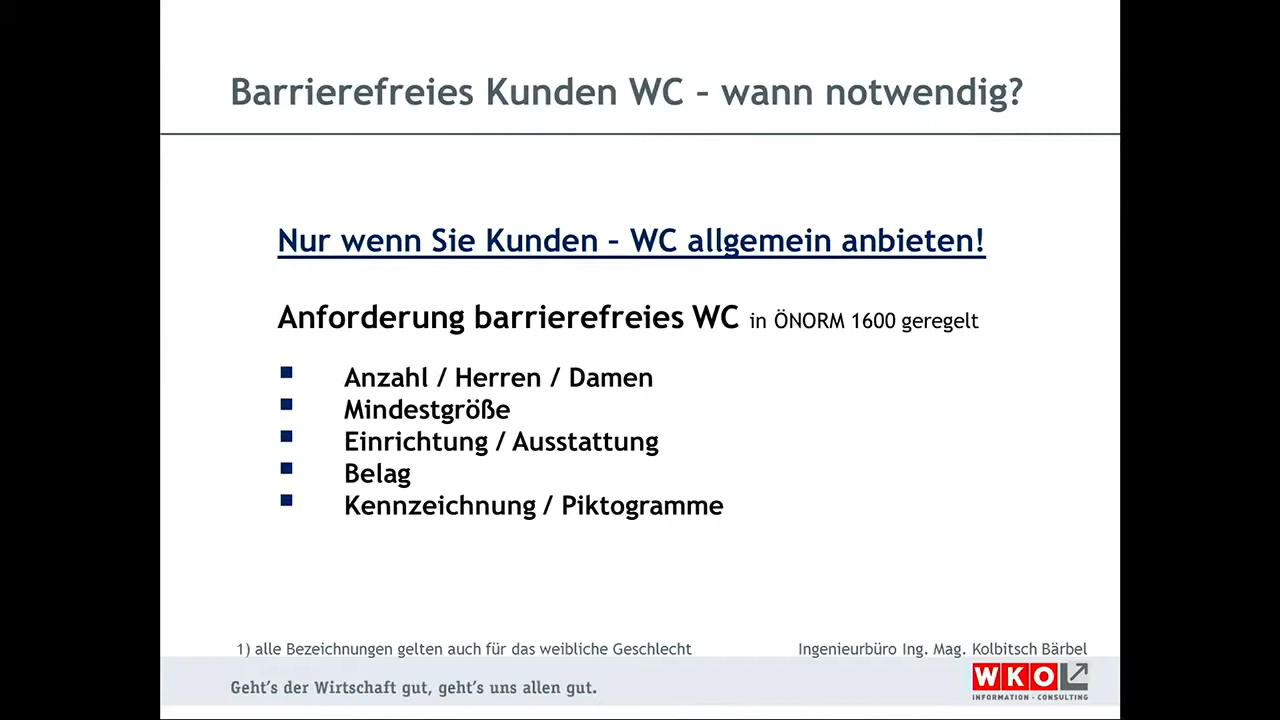 Barrierefreies Kunden WC – wann notwendig?
Nur wenn Sie Kunden – WC allgemein anbieten!
Anforderung barrierefreies WC in ÖNORM 1600 geregelt
Anzahl / Herren / Damen
Mindestgröße
Einrichtung / Ausstattung
Belag
Kennzeichnung / Piktogramme
1) alle Bezeichnungen gelten auch für das weibliche Geschlecht
Ingenieurbüro Ing. Mag. Kolbitsch Bärbel
Geht's der Wirtschaft gut, geht's uns allen gut.
WKO
INFORMATION · CONSULTING